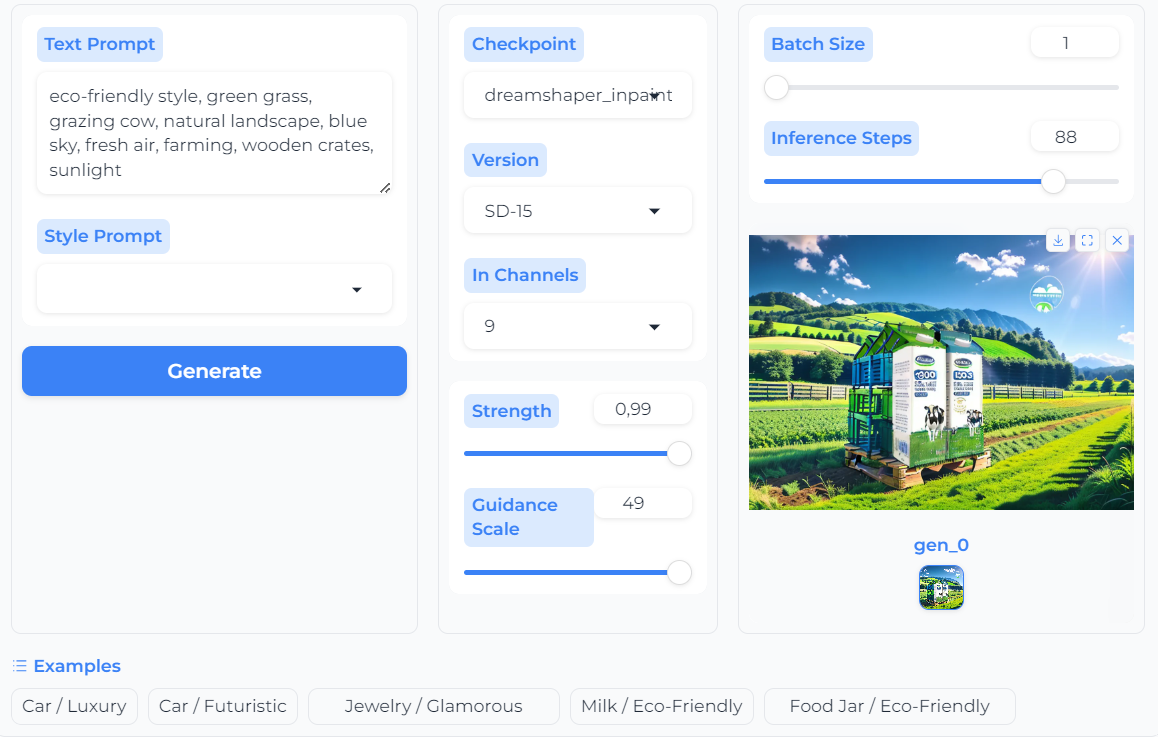 Text Prompt
eco-friendly style, green grass,
grazing cow, natural landscape, blue
sky, fresh air, farming, wooden crates,
sunlight
Style Prompt
Generate
Checkpoint
dreamshaper_inpaint
Version
SD-15
In Channels
9
Strength
0,99
Guidance
Scale
49
Batch Size
1
Inference Steps
88
gen_0
Examples
Car / Luxury
Car / Futuristic
Jewelry / Glamorous
Milk / Eco-Friendly
Food Jar / Eco-Friendly